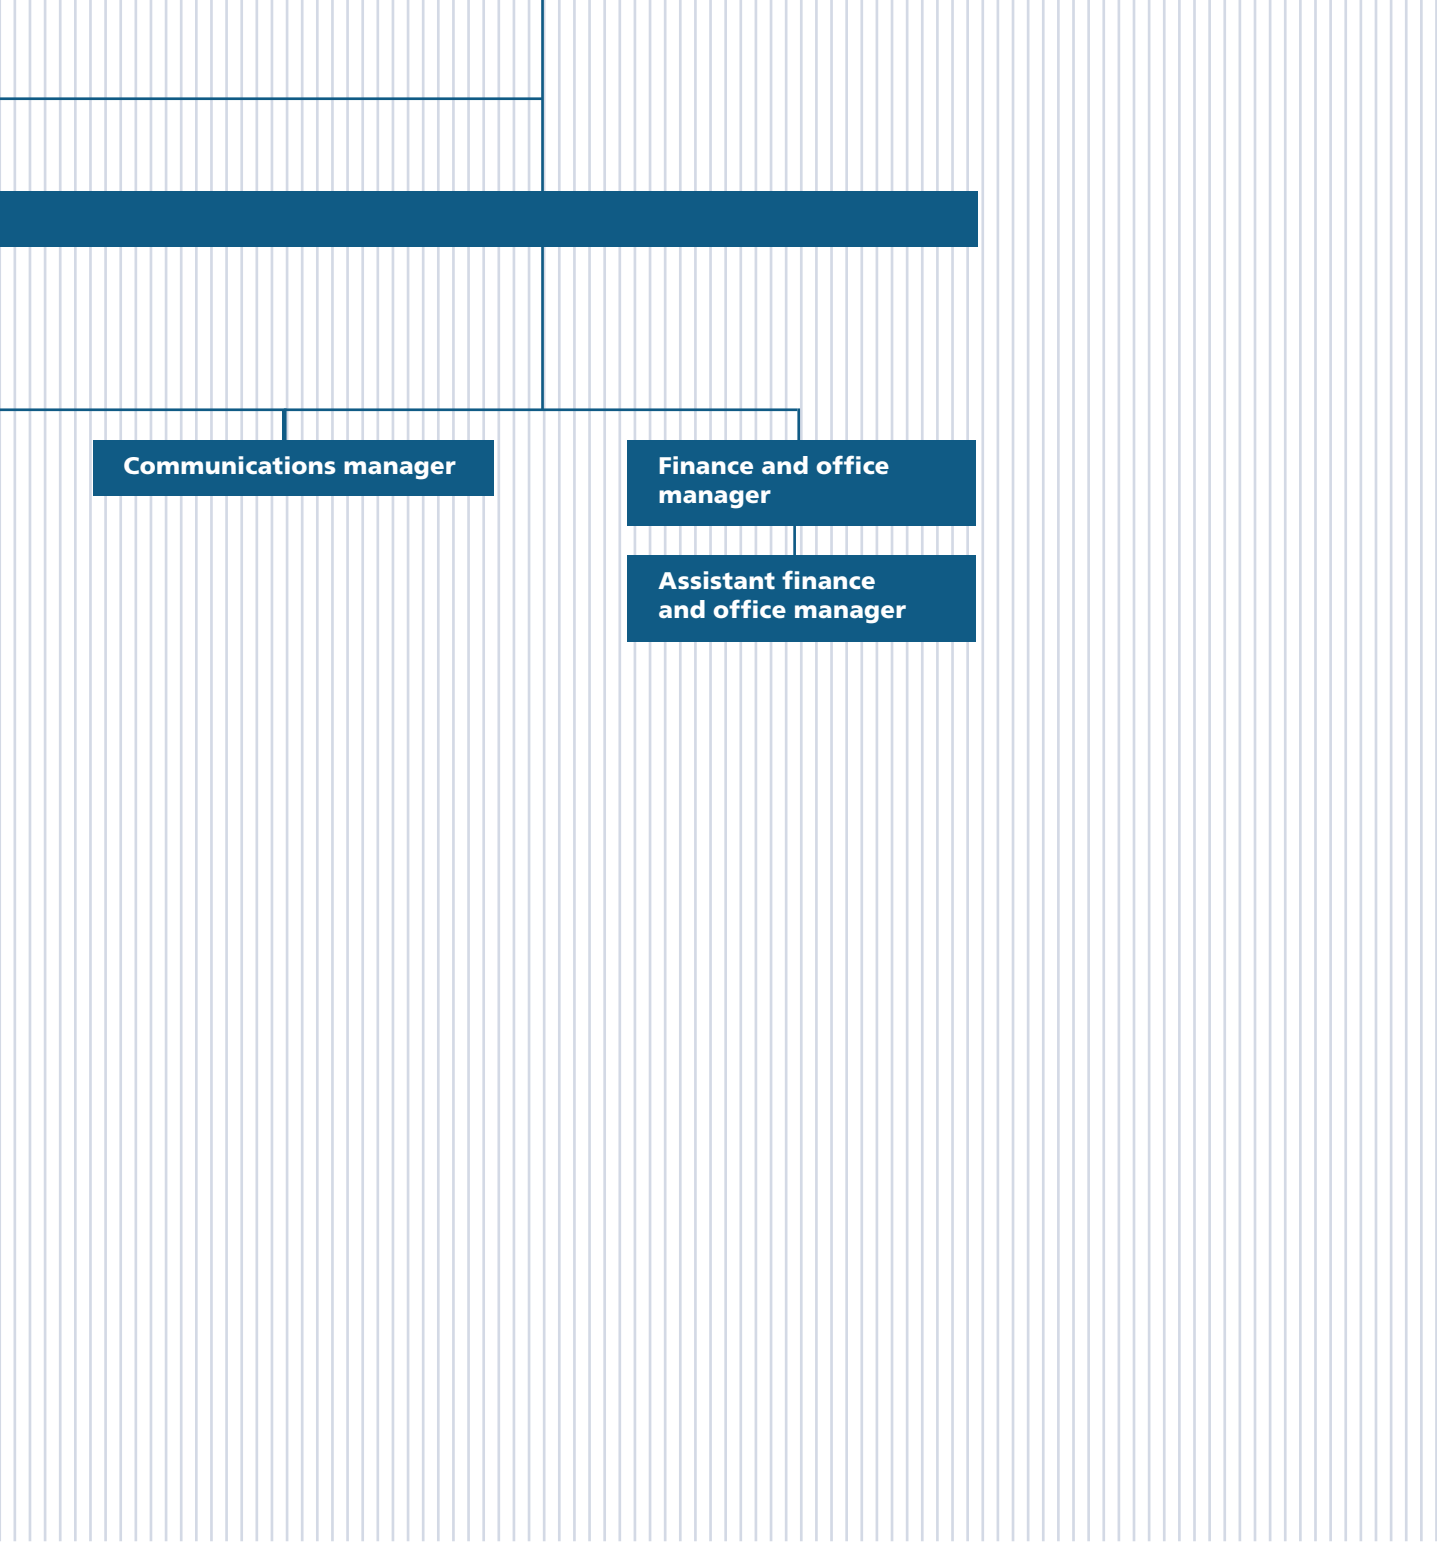 Communications manager
Finance and office
manager
Assistant finance
and office manager